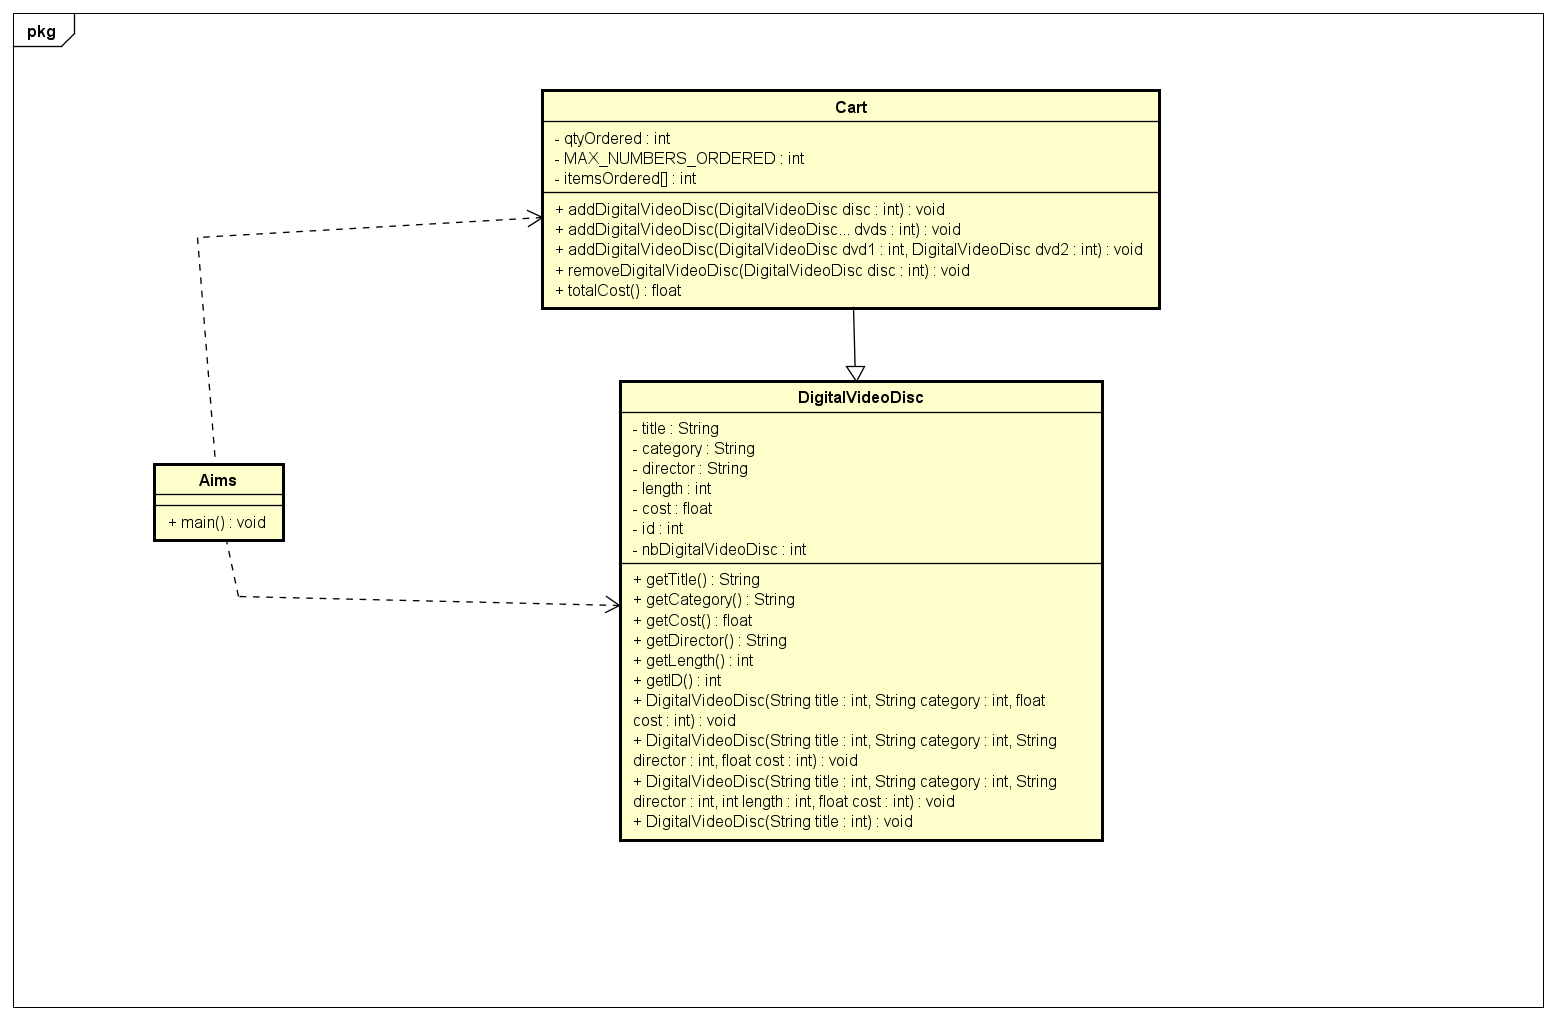 pkg
Cart
- qtyOrdered : int
- MAX_NUMBERS_ORDERED : int
- itemsOrdered[] : int
+ addDigitalVideoDisc(DigitalVideoDisc disc : int) : void
+ addDigitalVideoDisc(DigitalVideoDisc... dvds : int) : void
+ addDigitalVideoDisc(DigitalVideoDisc dvd1 : int, DigitalVideoDisc dvd2 : int) : void
+ removeDigitalVideoDisc(DigitalVideoDisc disc : int) : void
+ totalCost() : float
Aims
+ main() : void
DigitalVideoDisc
- title : String
- category : String
- director : String
- length : int
- cost : float
- id : int
- nbDigitalVideoDisc : int
+ getTitle() : String
+ getCategory() : String
+ getCost() : float
+ getDirector() : String
+ getLength() : int
+ getID() : int
+ DigitalVideoDisc(String title : int, String category : int, float
cost : int) : void
+ DigitalVideoDisc(String title : int, String category : int, String
director : int, float cost : int) : void
+ DigitalVideoDisc(String title : int, String category : int, String
director : int, int length : int, float cost : int) : void
+ DigitalVideoDisc(String title : int) : void